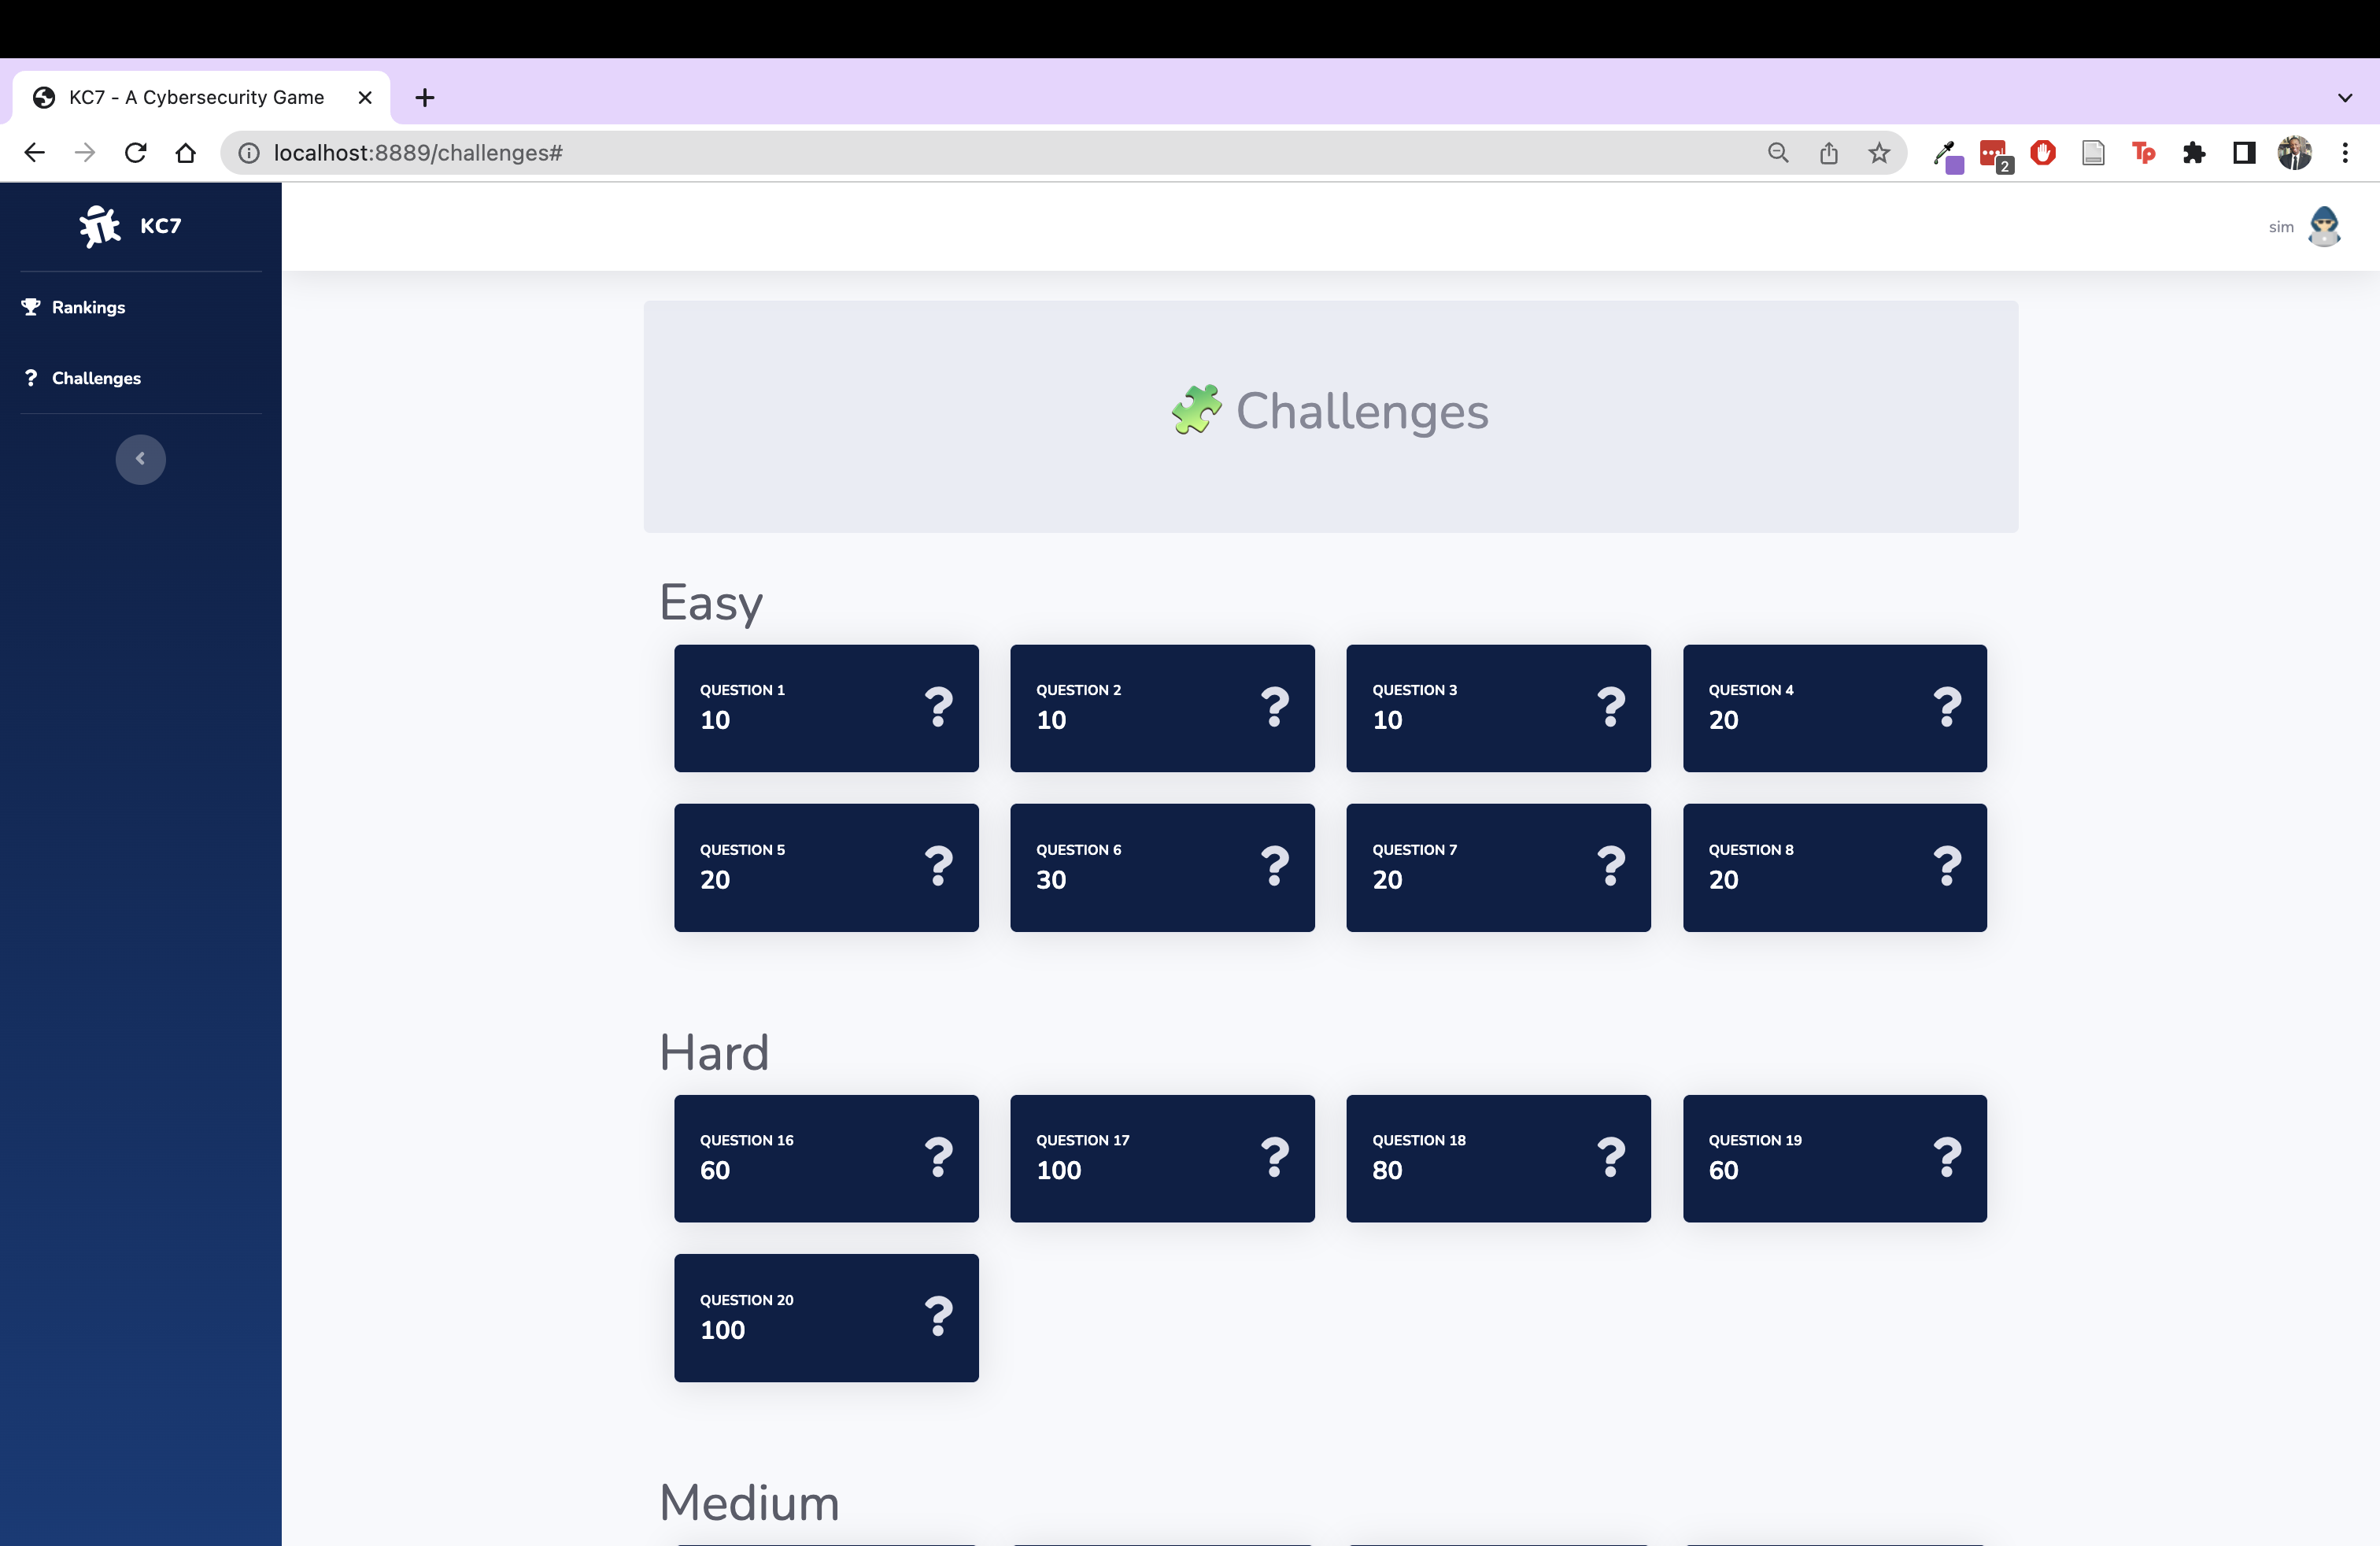 KC7 - A Cybersecurity Game
localhost:8889/challenges#
2
KC7
sim
Rankings
Challenges
Challenges
Easy
QUESTION 1
10
QUESTION 2
10
QUESTION 3
10
QUESTION 4
20
QUESTION 5
20
QUESTION 6
30
QUESTION 7
20
QUESTION 8
20
Hard
QUESTION 16
60
QUESTION 17
100
QUESTION 18
80
QUESTION 19
60
QUESTION 20
100
Medium